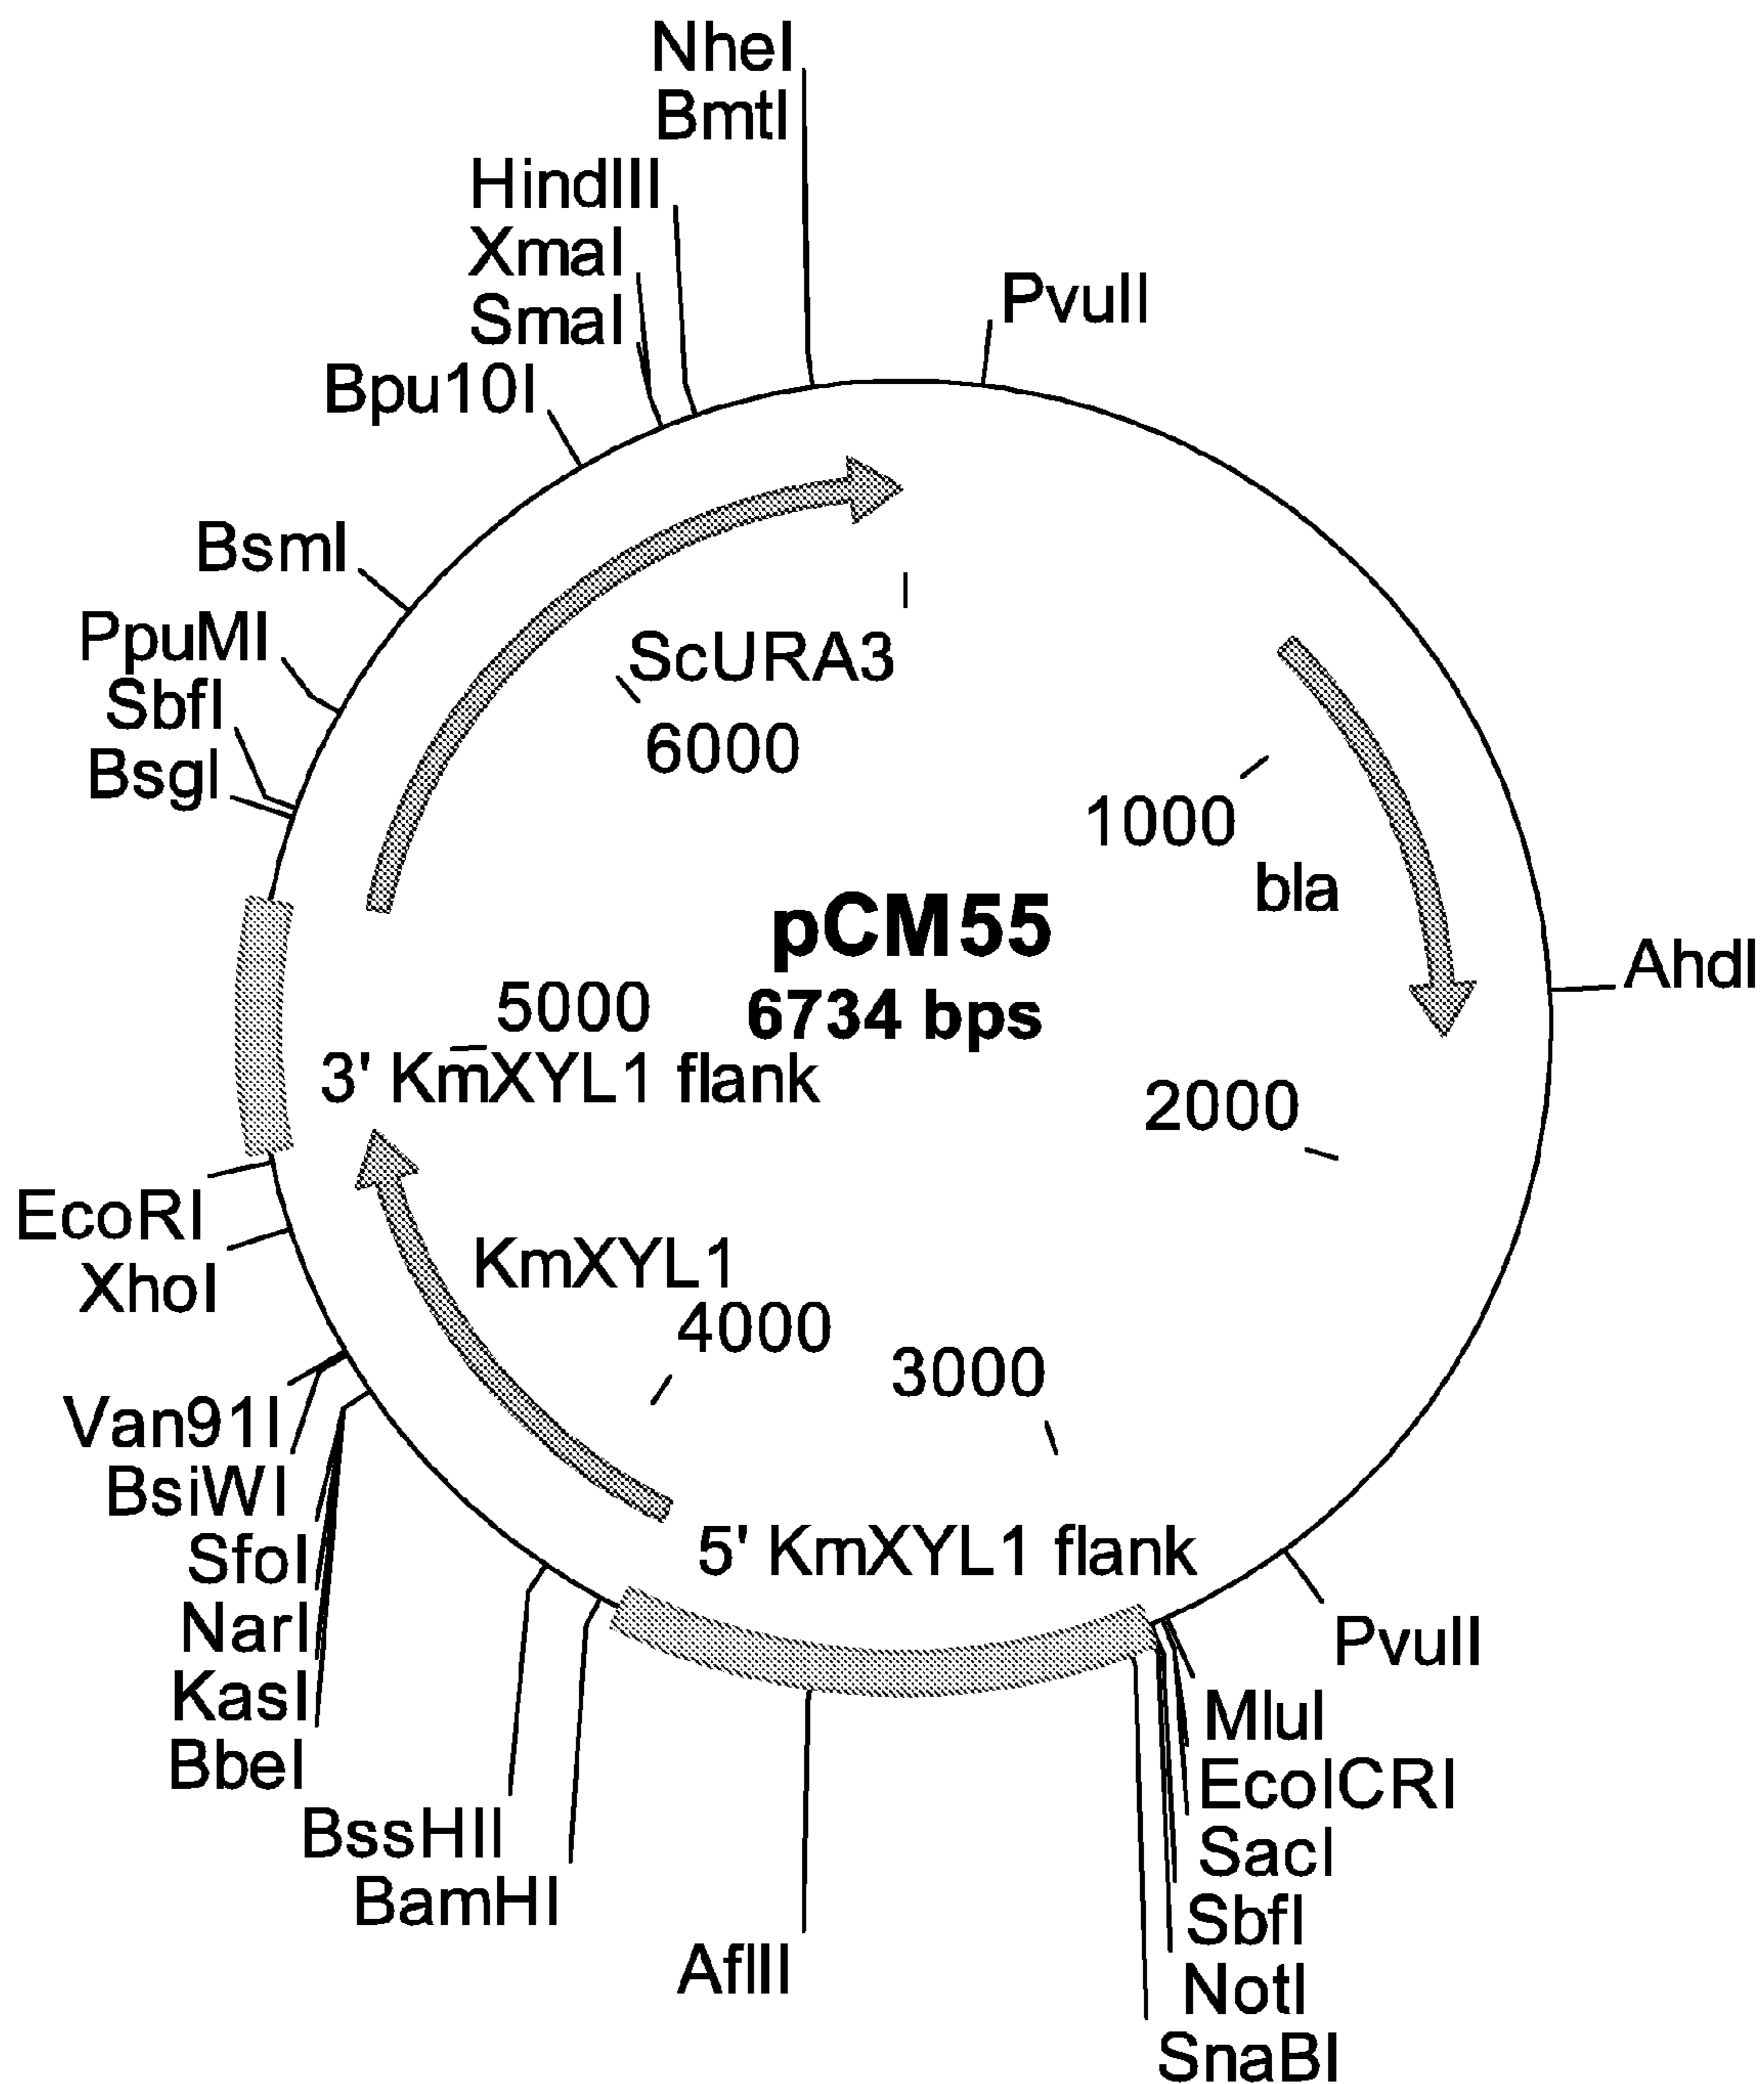 NheI
BmtI
HindIII
XmaI
SmaI
Bpu10I
PvuII
BsmI
PpuMI
SbfI
BsgI
ScURA3
6000
1000
bla
pCM55
6734 bps
AhdI
5000
3' KmXYL1 flank
2000
EcoRI
XhoI
KmXYL1
4000
3000
Van91I
BsiWI
SfoI
NarI
KasI
BbeI
BssHII
BamHI
5' KmXYL1 flank
AflII
PvuII
MluI
EcoICRI
SacI
SbfI
NotI
SnaBI